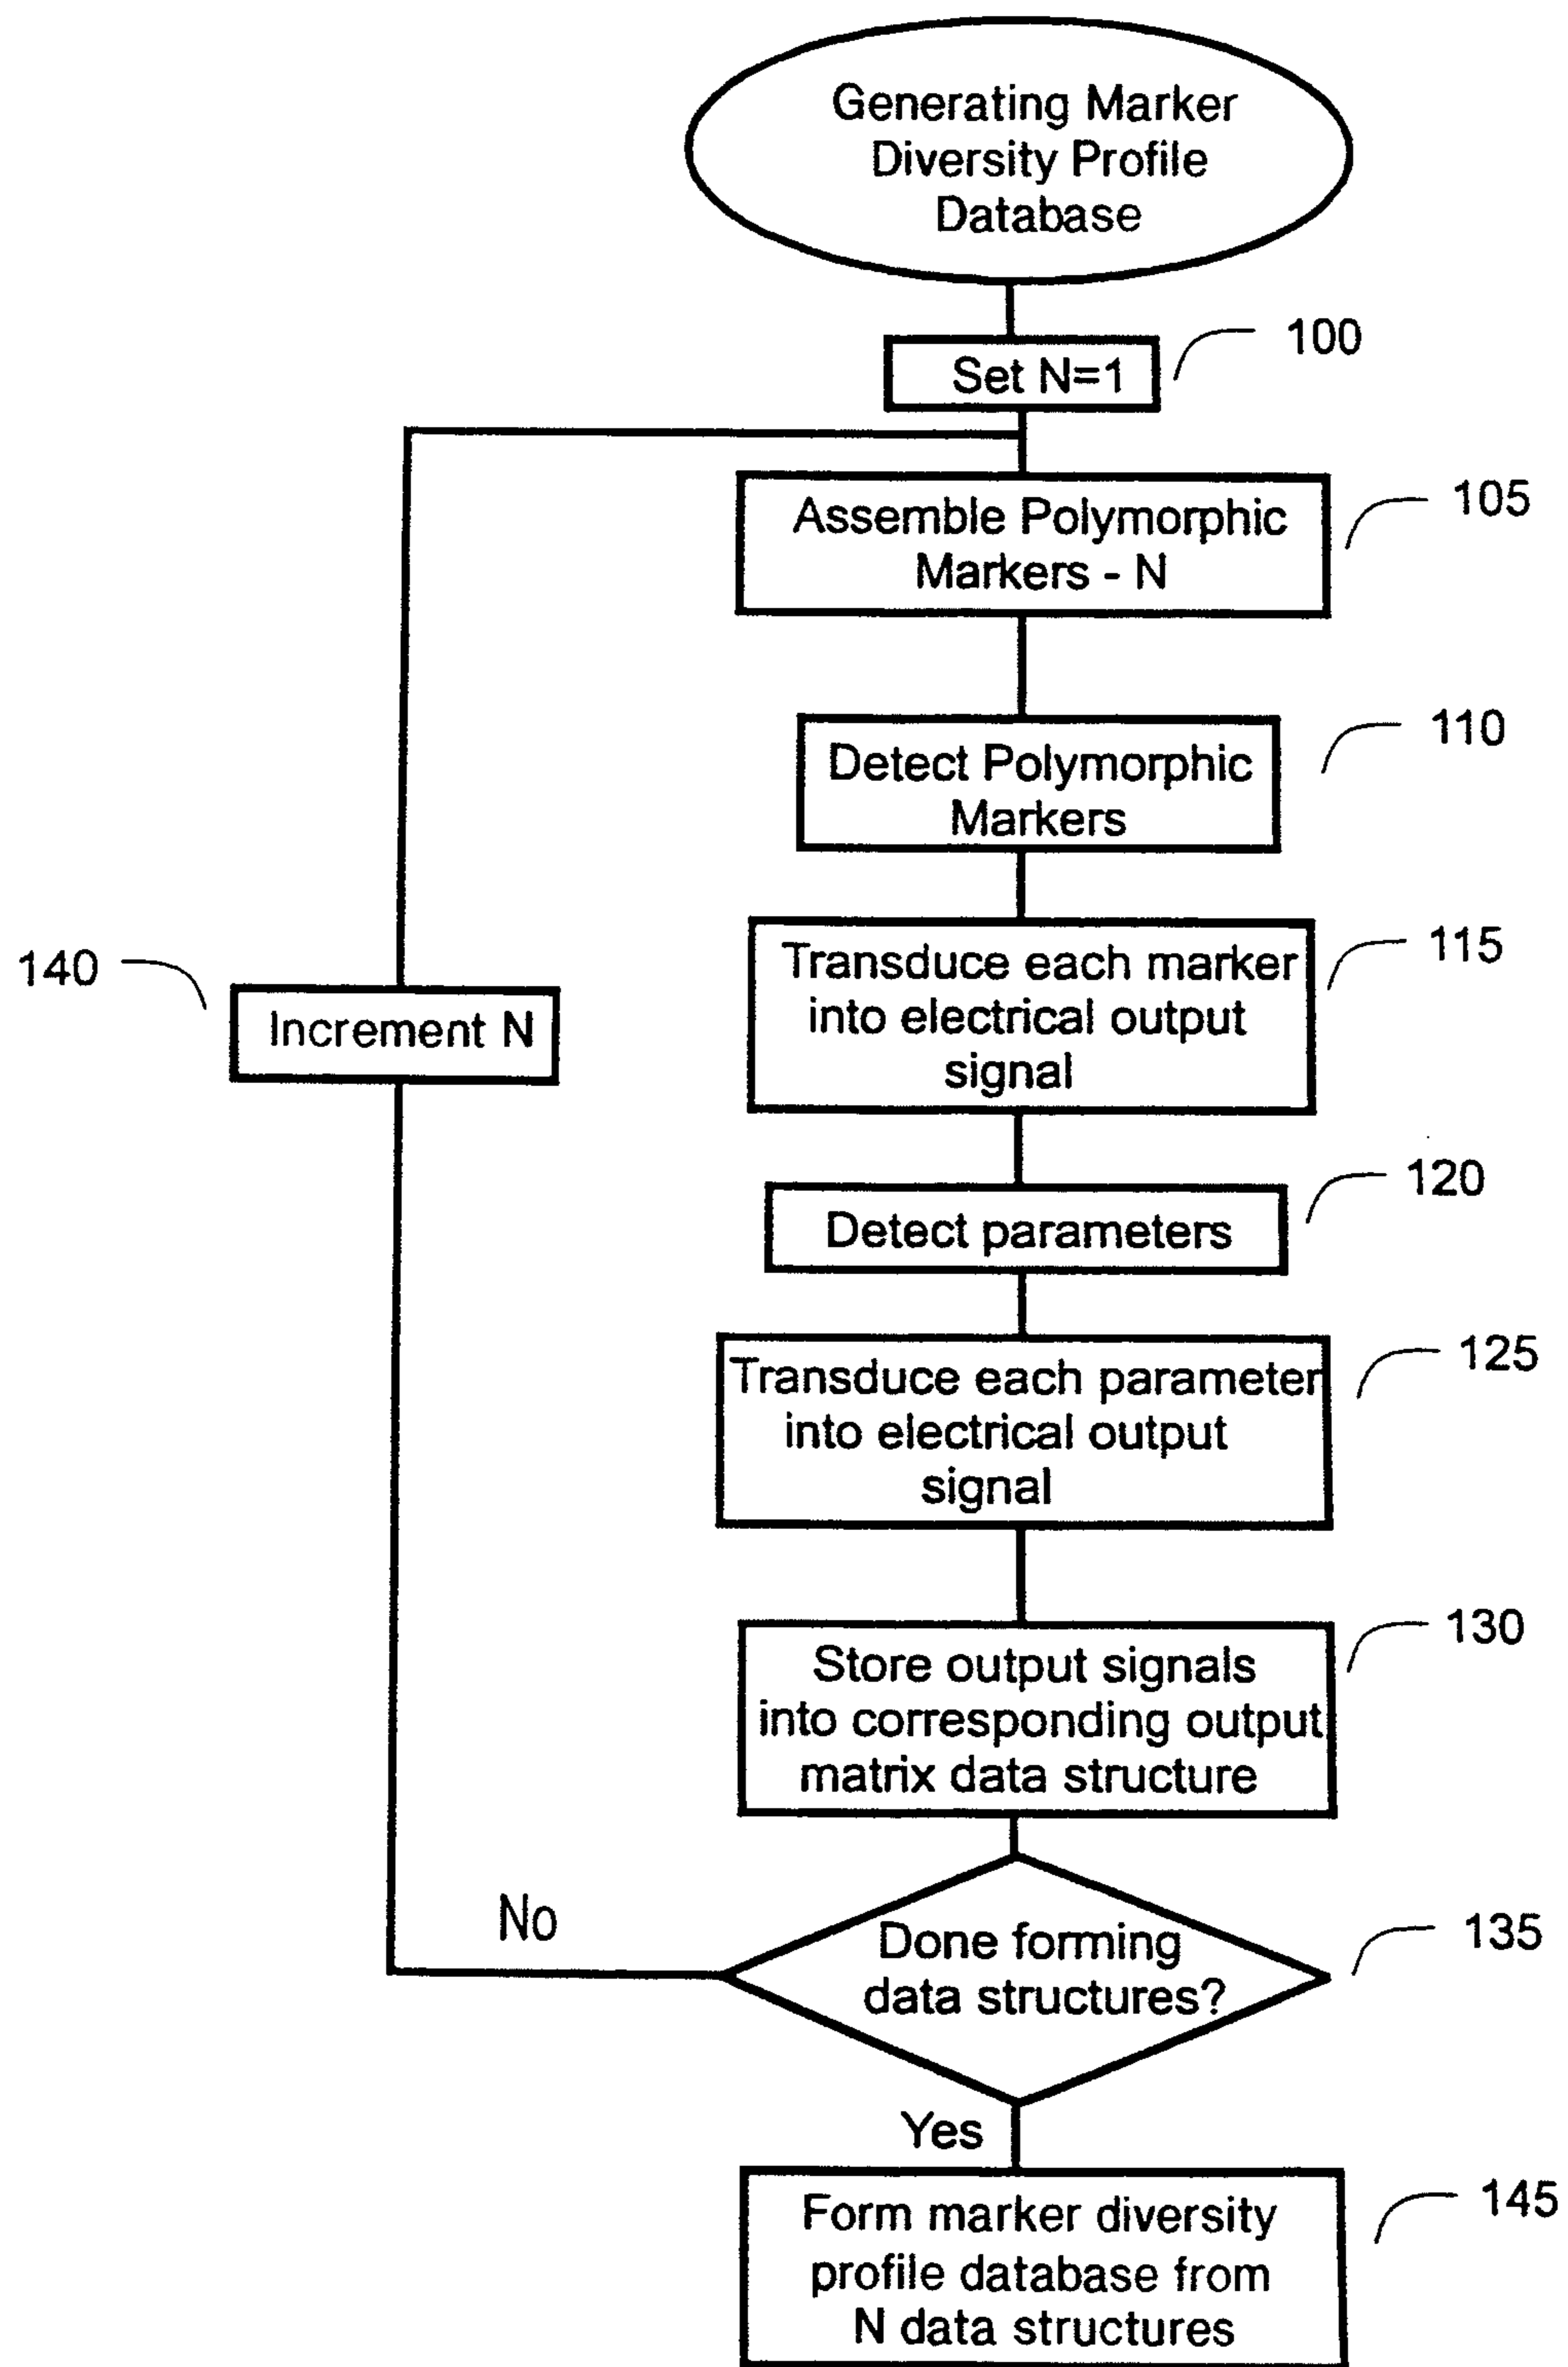 Generating Marker
Diversity Profile
Database
100
Set N=1
105
Assemble Polymorphic
Markers - N
110
Detect Polymorphic
Markers
115
Transduce each marker
into electrical output
signal
140
Increment N
120
Detect parameters
125
Transduce each parameter
into electrical output
signal
130
Store output signals
into corresponding output
matrix data structure
No
135
Done forming
data structures?
Yes
145
Form marker diversity
profile database from
N data structures